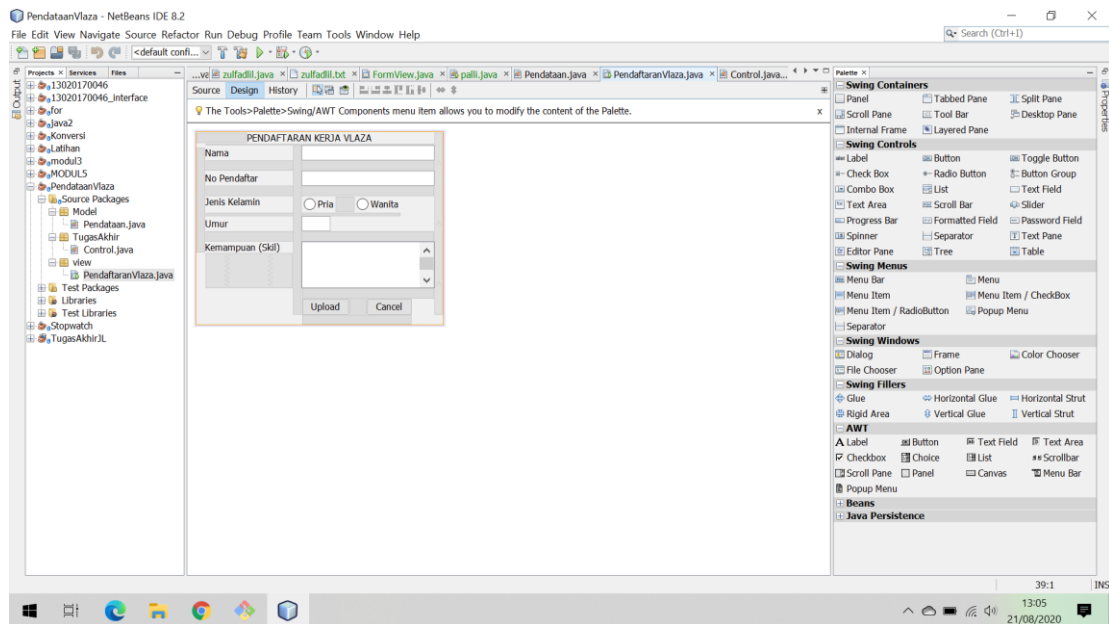 PendataanVlaza - NetBeans IDE 8.2
File Edit View Navigate Source Refactor Run Debug Profile Team Tools Window Help
Search (Ctrl+I)
<default confi...
Projects Services Files
13020170046
13020170046_interface
for
Java2
Konversi
Latihan
modul3
MODUL5
PendataanVlaza
Source Packages
Model
Pendataan.java
TugasAkhir
Control.java
view
PendaftaranVlaza.java
Test Packages
Libraries
Test Libraries
Stopwatch
TugasAkhirJL
Output
...va zulfadlil.java zulfadlil.txt FormView.java palli.java Pendataan.java PendaftaranVlaza.java Control.java...
Source Design History
The Tools>Palette>Swing/AWT Components menu item allows you to modify the content of the Palette. x
PENDAFTARAN KERJA VLAZA
Nama
No Pendaftar
Jenis Kelamin Pria Wanita
Umur
Kemampuan (Skil)
Upload Cancel
Palette
Swing Containers
Panel Tabbed Pane Split Pane
Scroll Pane Tool Bar Desktop Pane
Internal Frame Layered Pane
Swing Controls
Label Button Toggle Button
Check Box Radio Button Button Group
Combo Box List Text Field
Text Area Scroll Bar Slider
Progress Bar Formatted Field Password Field
Spinner Separator Text Pane
Editor Pane Tree Table
Swing Menus
Menu Bar Menu
Menu Item Menu Item / CheckBox
Menu Item / RadioButton Popup Menu
Separator
Swing Windows
Dialog Frame Color Chooser
File Chooser Option Pane
Swing Fillers
Glue Horizontal Glue Horizontal Strut
Rigid Area Vertical Glue Vertical Strut
AWT
Label Button Text Field Text Area
Checkbox Choice List Scrollbar
Scroll Pane Panel Canvas Menu Bar
Popup Menu
Beans
Java Persistence
Properties
39:1 INS
13:05
21/08/2020